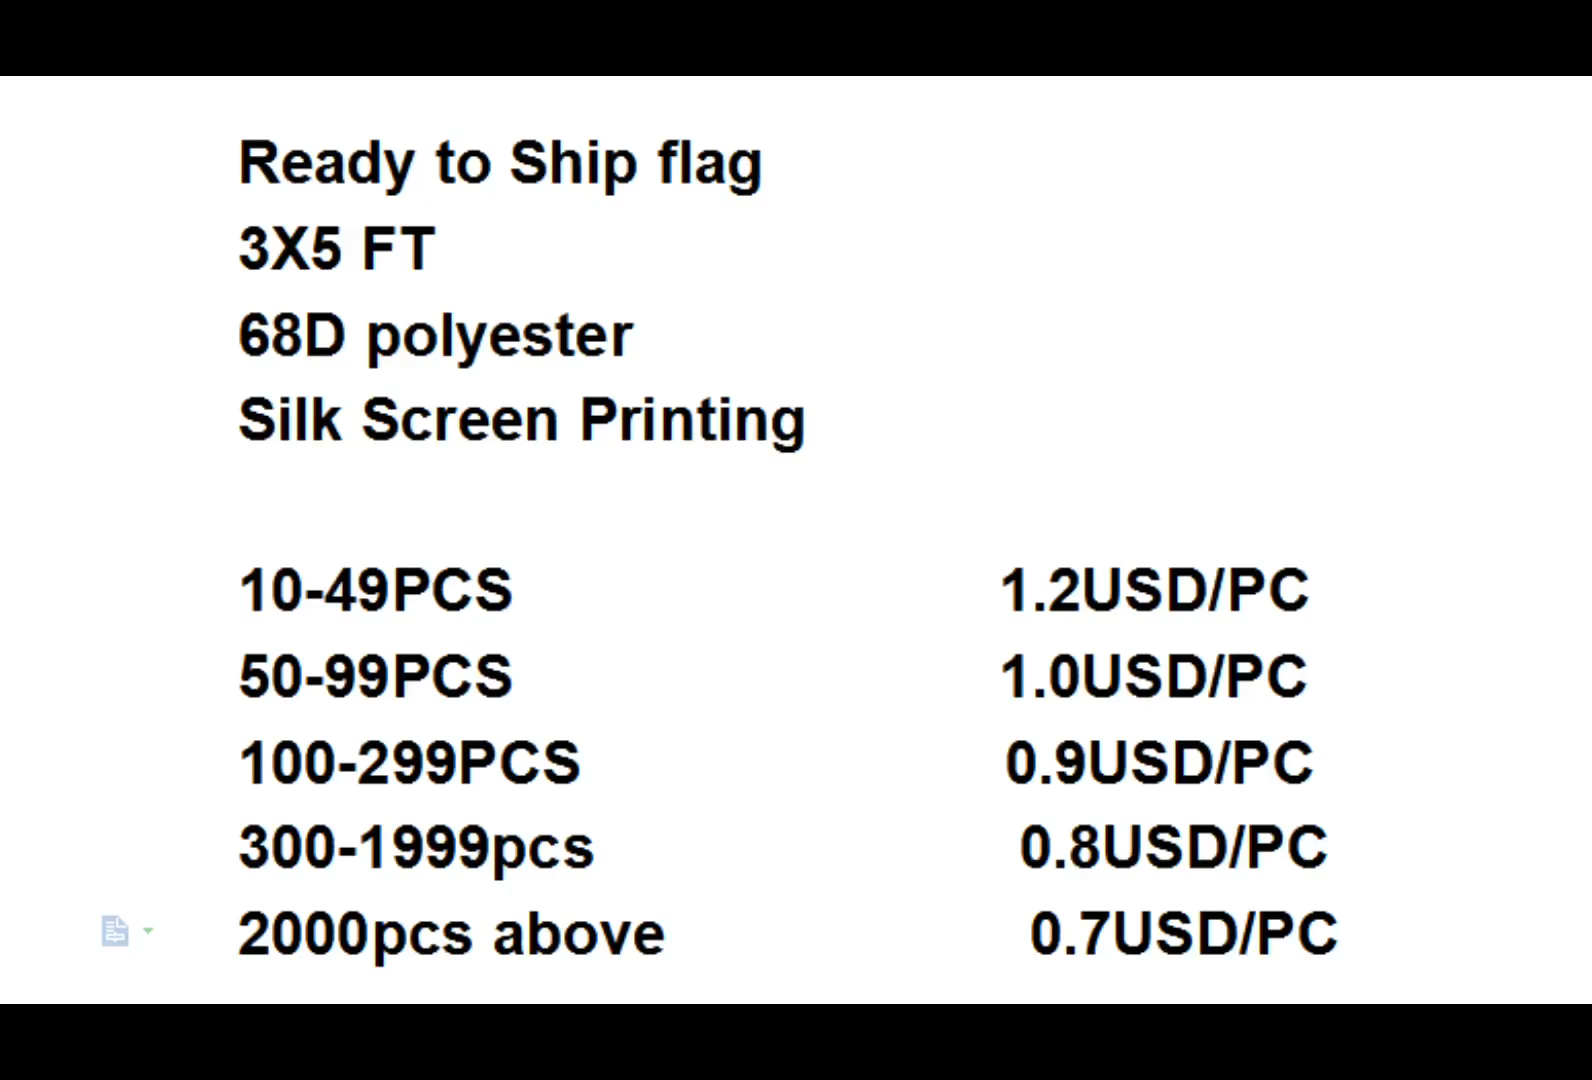 Ready to Ship flag
3X5 FT
68D polyester
Silk Screen Printing
10-49PCS 1.2USD/PC
50-99PCS 1.0USD/PC
100-299PCS 0.9USD/PC
300-1999pcs 0.8USD/PC
2000pcs above 0.7USD/PC